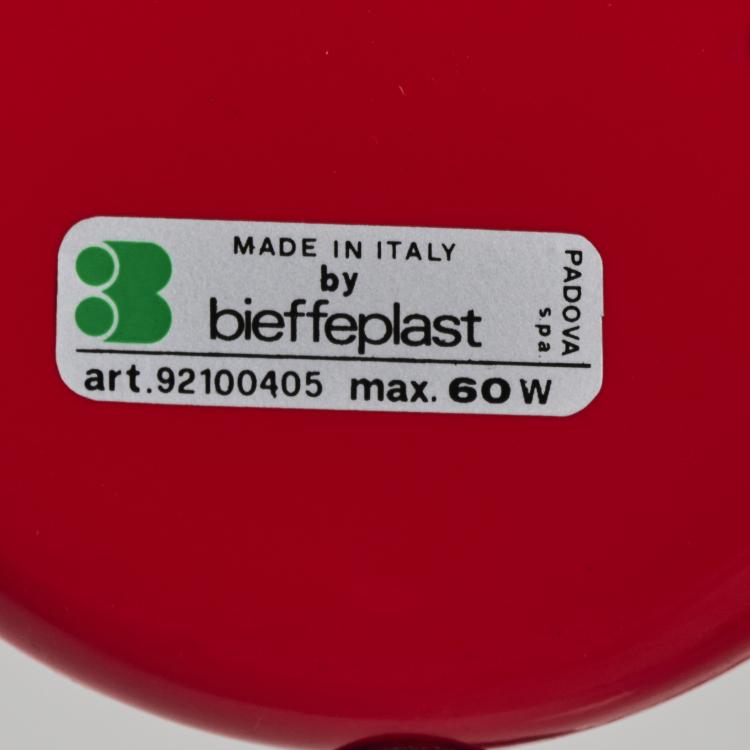 MADE IN ITALY
by
bieffeplast
PADOVA
s.p.a.
art.92100405 max. 60 W